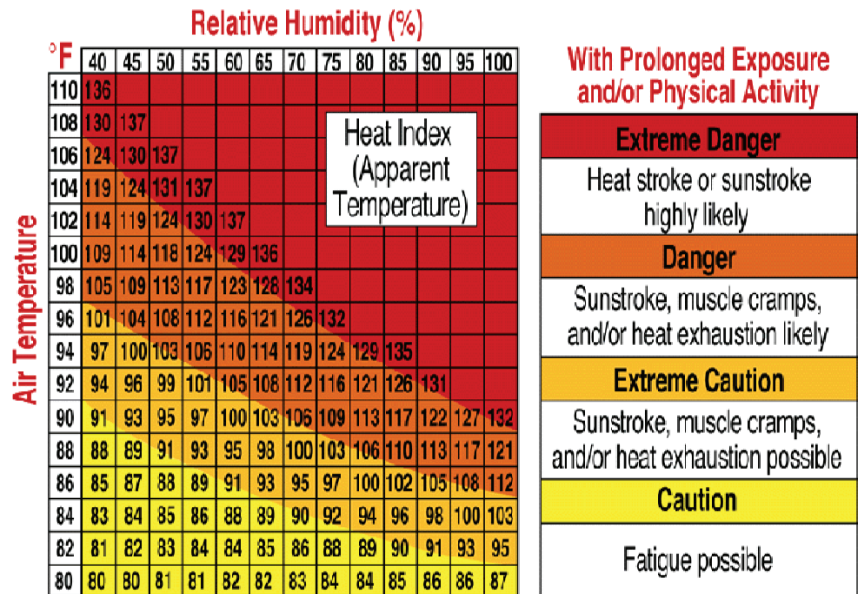 Relative Humidity (%)
°F 40 45 50 55 60 65 70 75 80 85 90 95 100
110 136
108 130 137
106 124 130 137
104 119 124 131 137
102 114 119 124 130 137
100 109 114 118 124 129 136
98 105 109 113 117 123 128 134
96 101 104 108 112 116 121 126 132
94 97 100 103 106 110 114 119 124 129 135
92 94 96 99 101 105 108 112 116 121 126 131
90 91 93 95 97 100 103 106 109 113 117 122 127 132
88 88 89 91 93 95 98 100 103 106 110 113 117 121
86 85 87 88 89 91 93 95 97 100 102 105 108 112
84 83 84 85 86 88 89 90 92 94 96 98 100 103
82 81 82 83 84 84 85 86 88 89 90 91 93 95
80 80 80 81 81 82 82 83 84 84 85 86 86 87
Air Temperature
Heat Index
(Apparent
Temperature)
With Prolonged Exposure
and/or Physical Activity
Extreme Danger
Heat stroke or sunstroke
highly likely
Danger
Sunstroke, muscle cramps,
and/or heat exhaustion likely
Extreme Caution
Sunstroke, muscle cramps,
and/or heat exhaustion possible
Caution
Fatigue possible